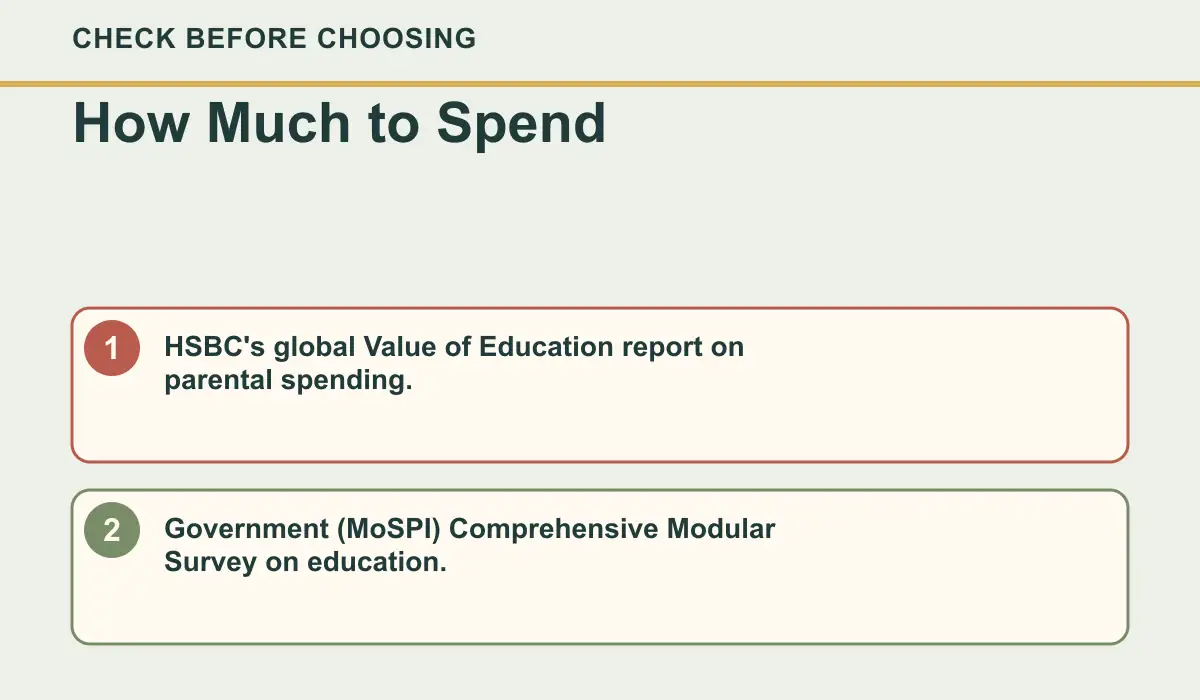 CHECK BEFORE CHOOSING
How Much to Spend
1
HSBC's global Value of Education report on
parental spending.
2
Government (MoSPI) Comprehensive Modular
Survey on education.